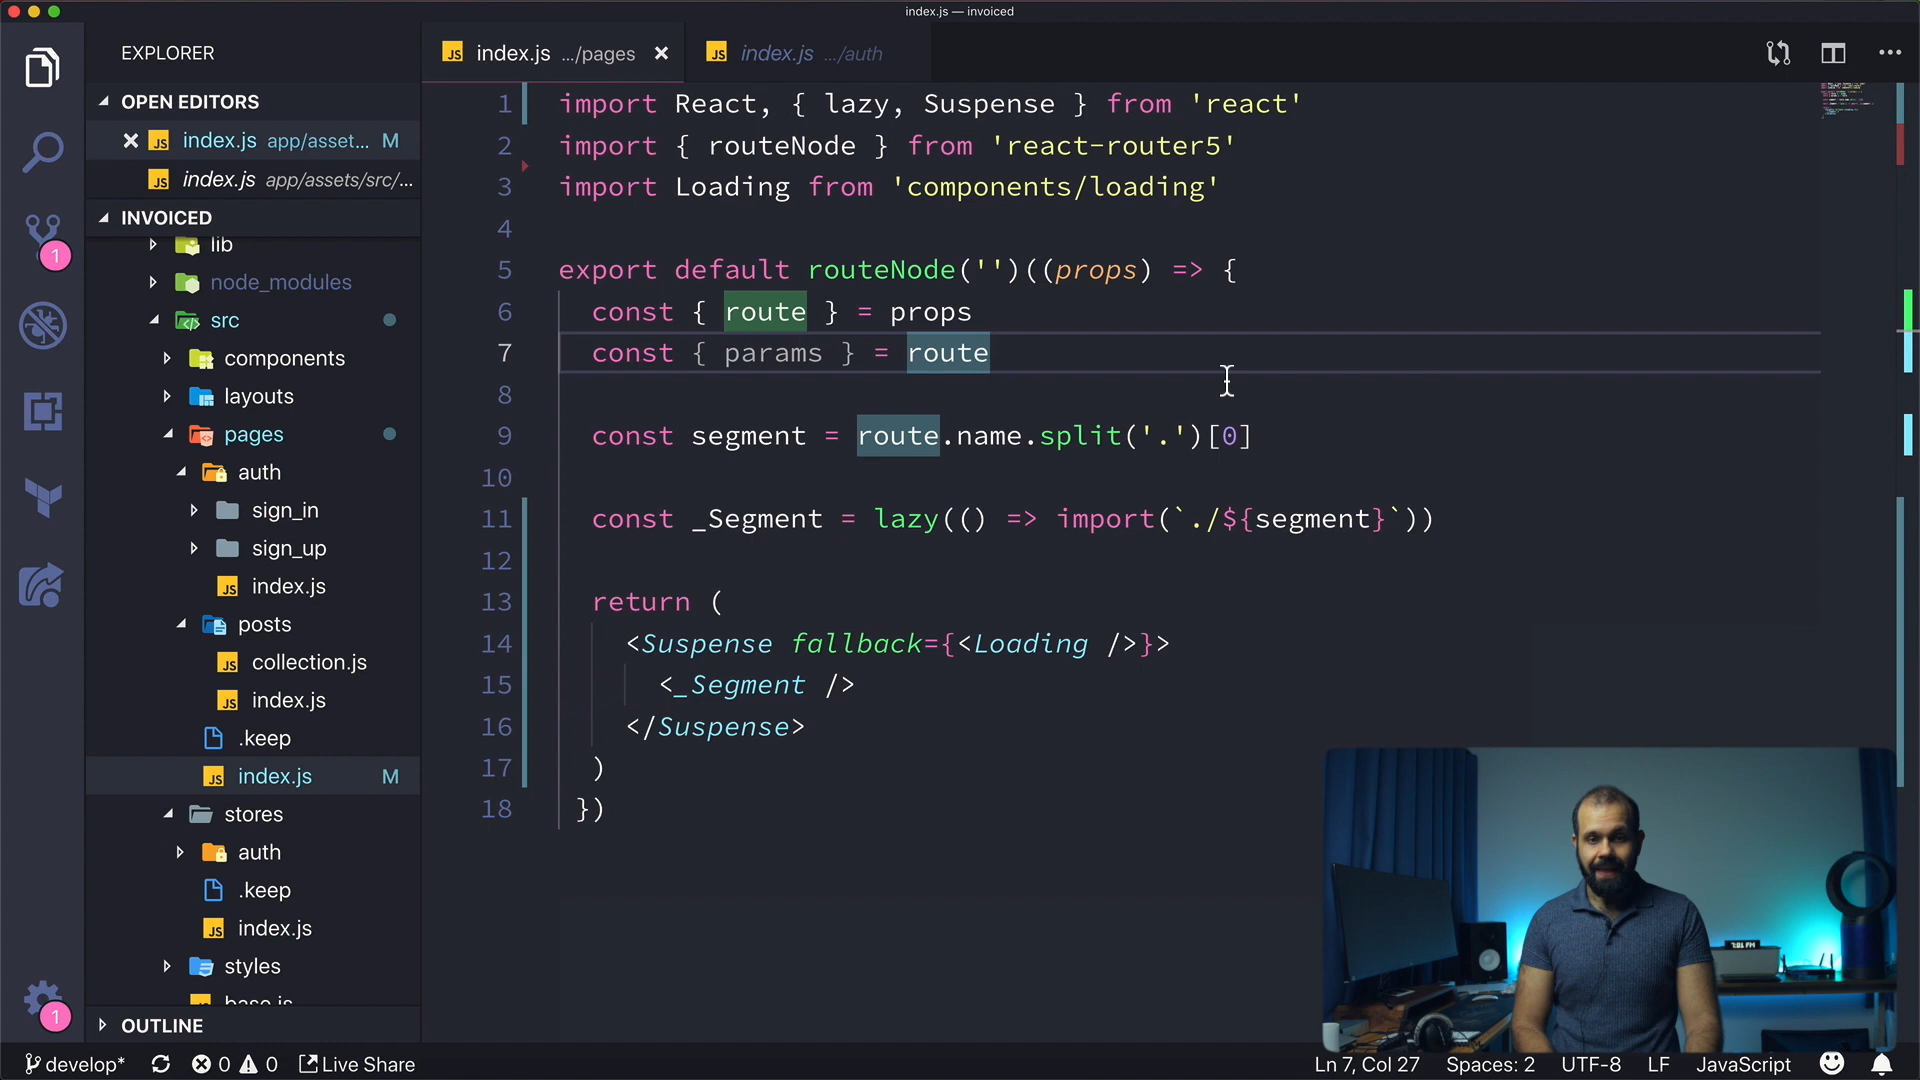 index.js — invoiced
EXPLORER
OPEN EDITORS
JS index.js app/asset... M
JS index.js app/assets/src/...
INVOICED
lib
node_modules
src
components
layouts
pages
auth
sign_in
sign_up
JS index.js
posts
JS collection.js
JS index.js
.keep
JS index.js M
stores
auth
.keep
JS index.js
styles
base.js
OUTLINE
1
1
JS index.js .../pages
JS index.js .../auth
1 import React, { lazy, Suspense } from 'react'
2 import { routeNode } from 'react-router5'
3 import Loading from 'components/loading'
4
5 export default routeNode('')((props) => {
6 const { route } = props
7 const { params } = route
8
9 const segment = route.name.split('.')[0]
10
11 const _Segment = lazy(() => import(`./${segment}`))
12
13 return (
14 <Suspense fallback={<Loading />}>
15 <_Segment />
16 </Suspense>
17 )
18 })
develop* 0 0 Live Share Ln 7, Col 27 Spaces: 2 UTF-8 LF JavaScript